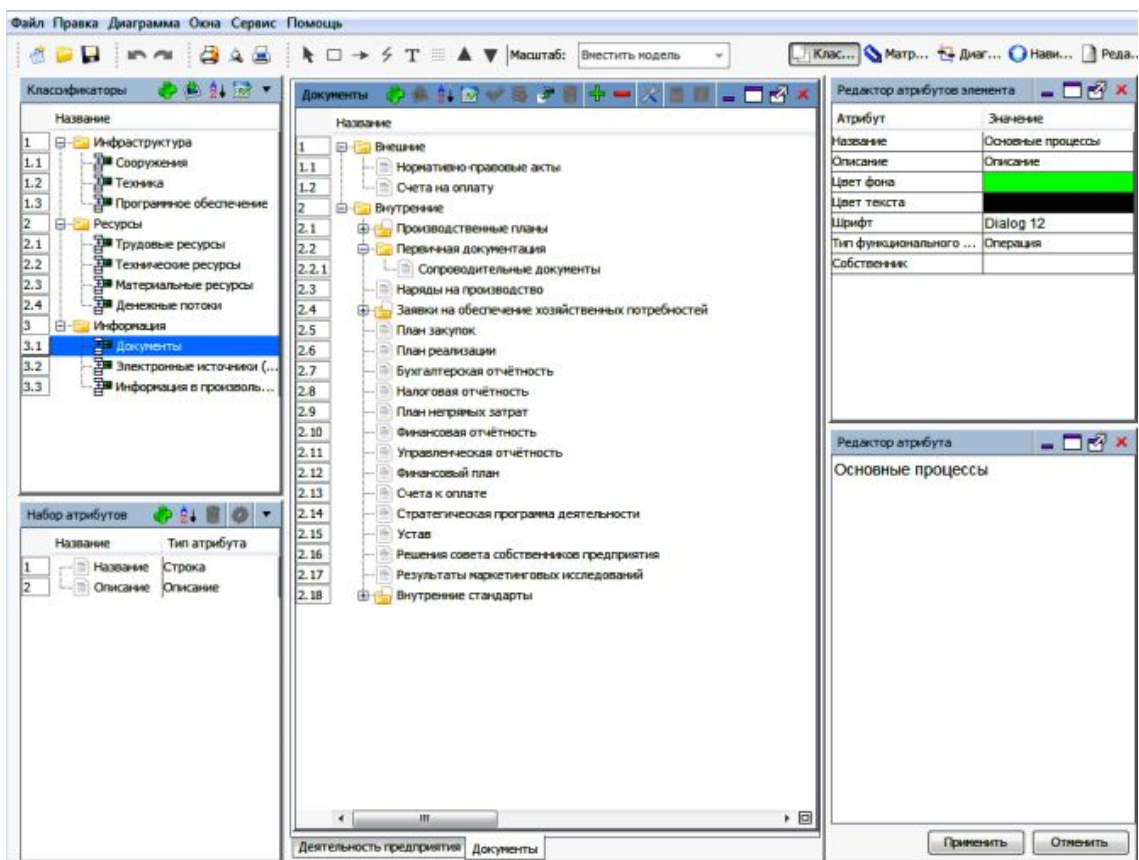 Файл Правка Диаграмма Окна Сервис Помощь
Масштаб: Вместить модель Клас... Матр... Диаг... Нави... Реда...
Классификаторы
Название
1 Инфраструктура
1.1 Сооружения
1.2 Техника
1.3 Программное обеспечение
2 Ресурсы
2.1 Трудовые ресурсы
2.2 Технические ресурсы
2.3 Материальные ресурсы
2.4 Денежные потоки
3 Информация
3.1 Документы
3.2 Электронные источники (...
3.3 Информация в произволь...
Набор атрибутов
Название Тип атрибута
1 Название Строка
2 Описание Описание
Документы
Название
1 Внешние
1.1 Нормативно-правовые акты
1.2 Счета на оплату
2 Внутренние
2.1 Производственные планы
2.2 Первичная документация
2.2.1 Сопроводительные документы
2.3 Наряды на производство
2.4 Заявки на обеспечение хозяйственных потребностей
2.5 План закупок
2.6 План реализации
2.7 Бухгалтерская отчётность
2.8 Налоговая отчётность
2.9 План непрямых затрат
2.10 Финансовая отчётность
2.11 Управленческая отчётность
2.12 Финансовый план
2.13 Счета к оплате
2.14 Стратегическая программа деятельности
2.15 Устав
2.16 Решения совета собственников предприятия
2.17 Результаты маркетинговых исследований
2.18 Внутренние стандарты
Деятельность предприятия Документы
Редактор атрибутов элемента
Атрибут Значение
Название Основные процессы
Описание Описание
Цвет фона
Цвет текста
Шрифт Dialog 12
Тип функционального ... Операция
Собственник
Редактор атрибута
Основные процессы
Применить Отменить